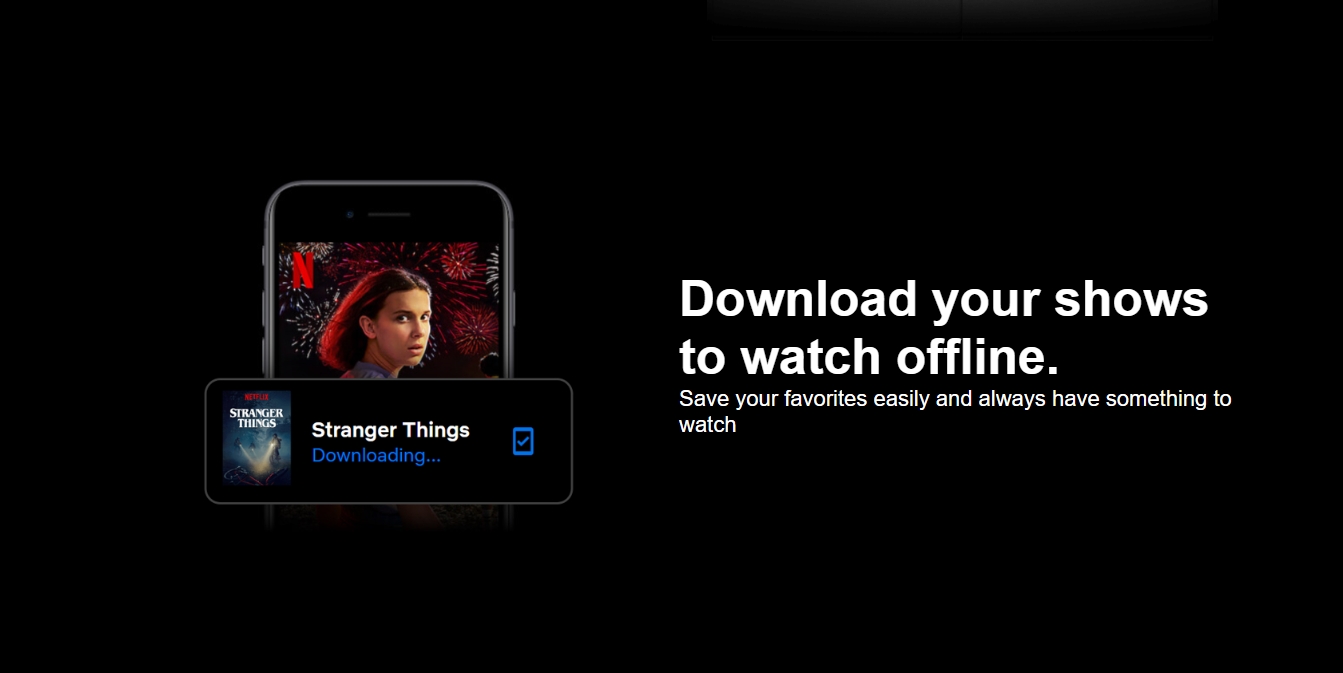 N
NETFLIX
STRANGER
THINGS
Stranger Things
Downloading...
Download your shows
to watch offline.
Save your favorites easily and always have something to
watch